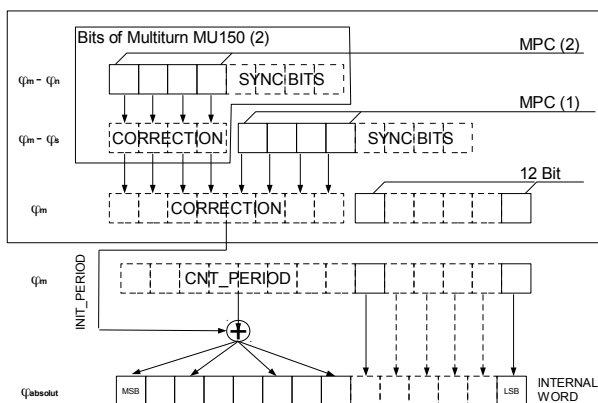 Bits of Multiturn MU150 (2)
MPC (2)
φm - φn
SYNC BITS
MPC (1)
φm - φs
CORRECTION
SYNC BITS
12 Bit
φm
CORRECTION
φm
CNT_PERIOD
INIT_PERIOD
+
φabsolut
MSB
LSB
INTERNAL
WORD